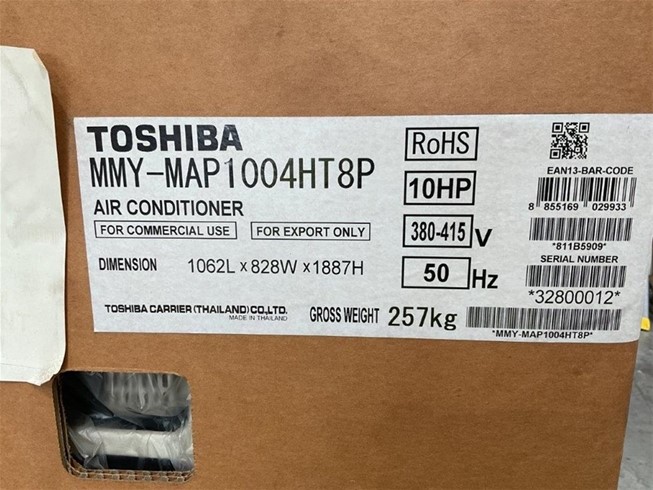 TOSHIBA
MMY-MAP1004HT8P
AIR CONDITIONER
FOR COMMERCIAL USE FOR EXPORT ONLY
DIMENSION 1062L x 828W x 1887H
TOSHIBA CARRIER (THAILAND) CO., LTD.
MADE IN THAILAND
GROSS WEIGHT 257kg
RoHS
10HP
380-415 V
50 Hz
EAN13-BAR-CODE
8 855169 029933
*811B5909*
SERIAL NUMBER
*32800012*
*MMY-MAP1004HT8P*